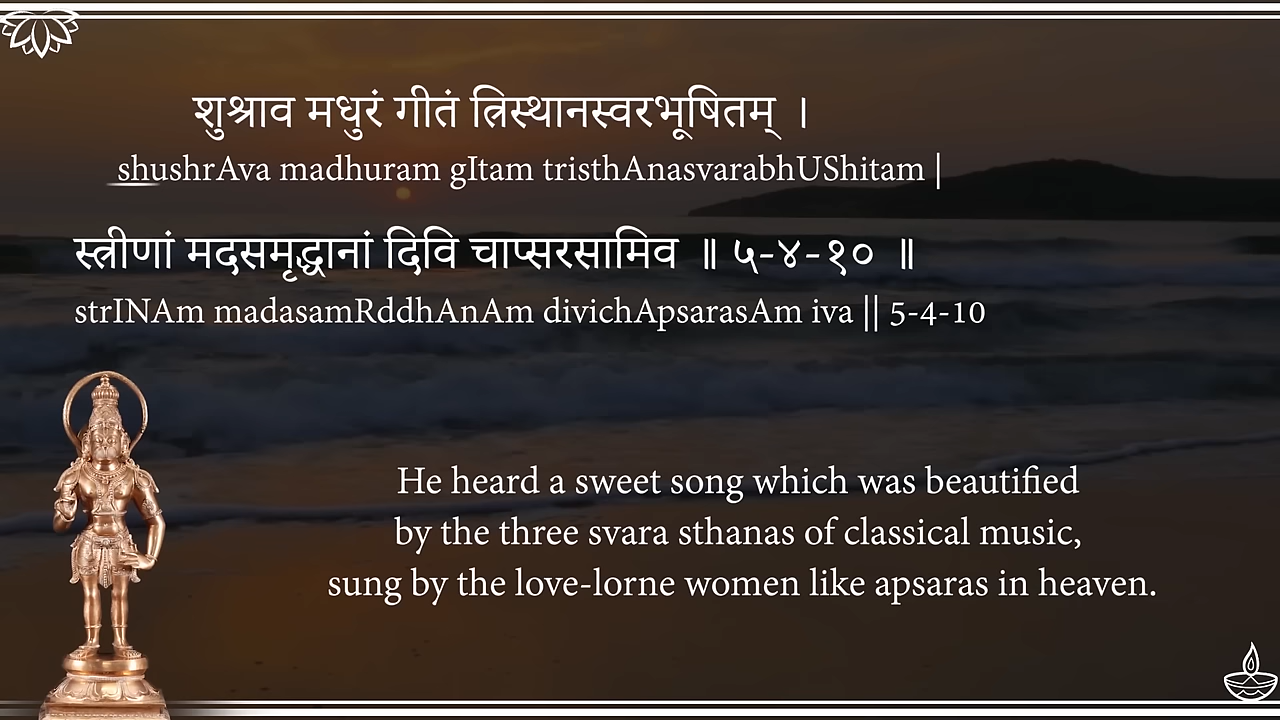 शुश्राव मधुरं गीतं त्रिस्थानस्वरभूषितम् ।
shushrAva madhuram gItam tristhAnasvarabhUShitam |
स्त्रीणां मदसमृद्धानां दिवि चाप्सरसामिव ॥ ५-४-१० ॥
strINAm madasamRddhAnAm divichApsarasAm iva || 5-4-10
He heard a sweet song which was beautified
by the three svara sthanas of classical music,
sung by the love-lorne women like apsaras in heaven.